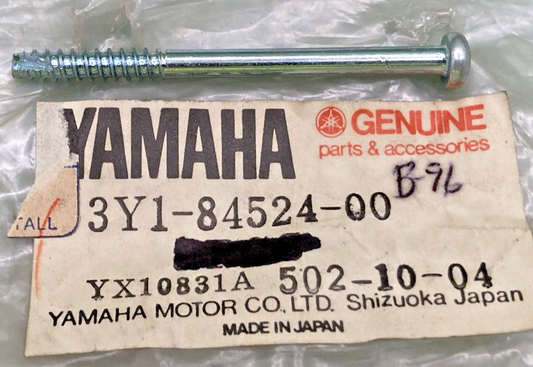 YAMAHA
GENUINE
parts & accessories
B-96
TALL
3Y1-84524-00
YX10831A 502-10-04
YAMAHA MOTOR CO., LTD. Shizuoka Japan
MADE IN JAPAN